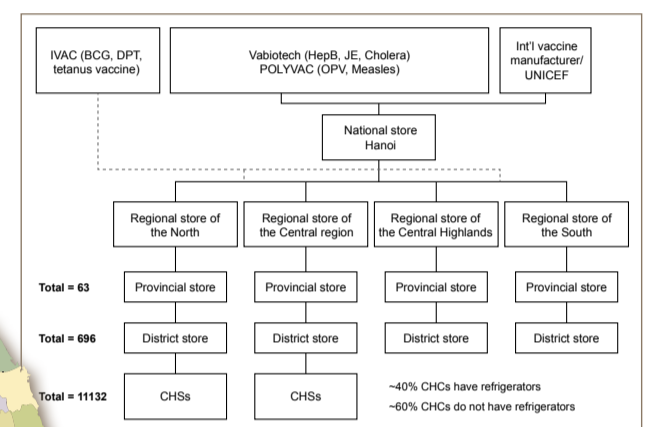 IVAC (BCG, DPT,
tetanus vaccine)
Vabiotech (HepB, JE, Cholera)
POLYVAC (OPV, Measles)
Int'l vaccine
manufacturer/
UNICEF
National store
Hanoi
Regional store of
the North
Regional store of
the Central region
Regional store of
the Central Highlands
Regional store of
the South
Total = 63
Provincial store
Provincial store
Provincial store
Provincial store
Total = 696
District store
District store
District store
District store
Total = 11132
CHSs
CHSs
~40% CHCs have refrigerators
~60% CHCs do not have refrigerators